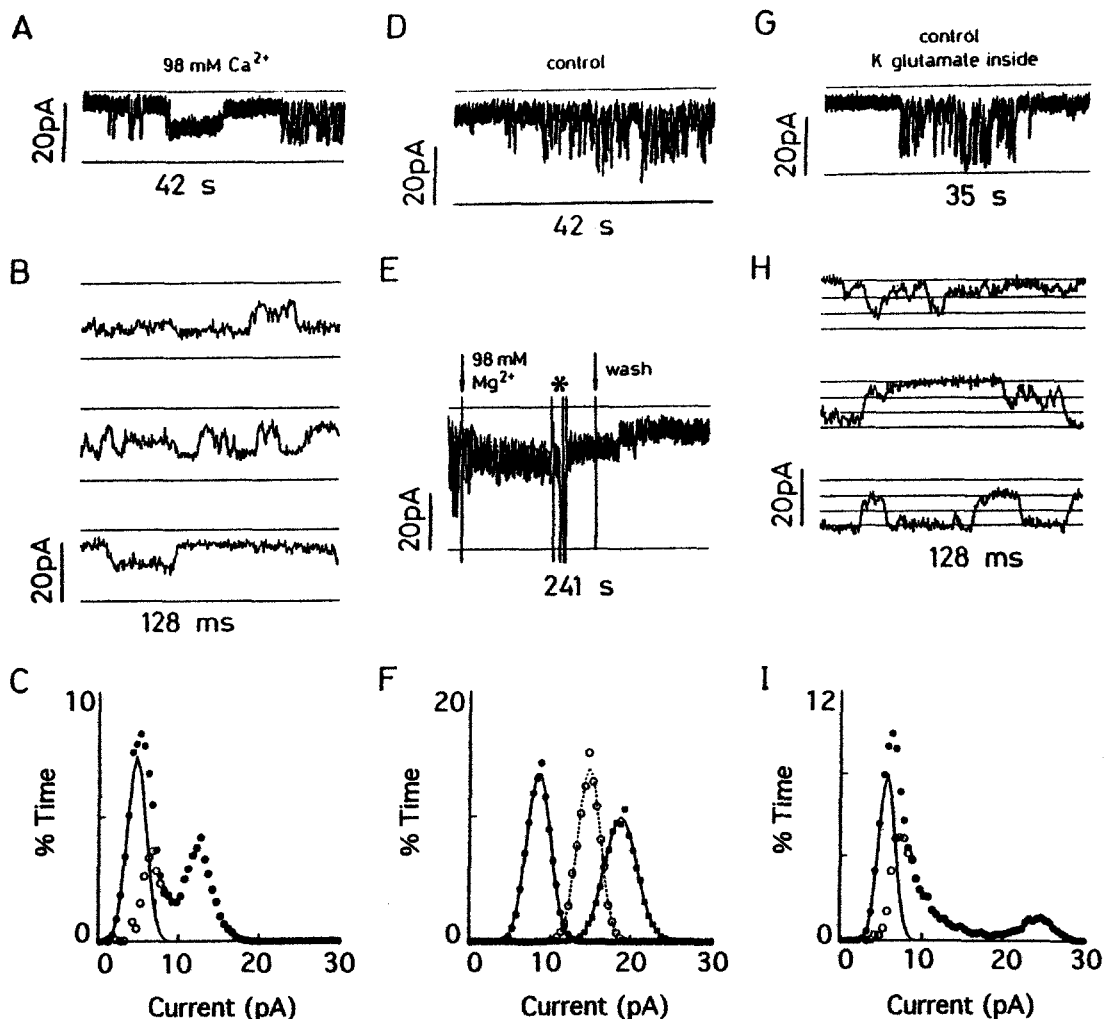 A
98 mM Ca²⁺
20pA
42 s
B
20pA
128 ms
C
10
% Time
0
0 10 20 30
Current (pA)
D
control
20pA
42 s
E
98 mM
Mg²⁺
*
wash
20pA
241 s
F
20
% Time
0
0 10 20 30
Current (pA)
G
control
K glutamate inside
20pA
35 s
H
20pA
128 ms
I
12
% Time
0
0 10 20 30
Current (pA)